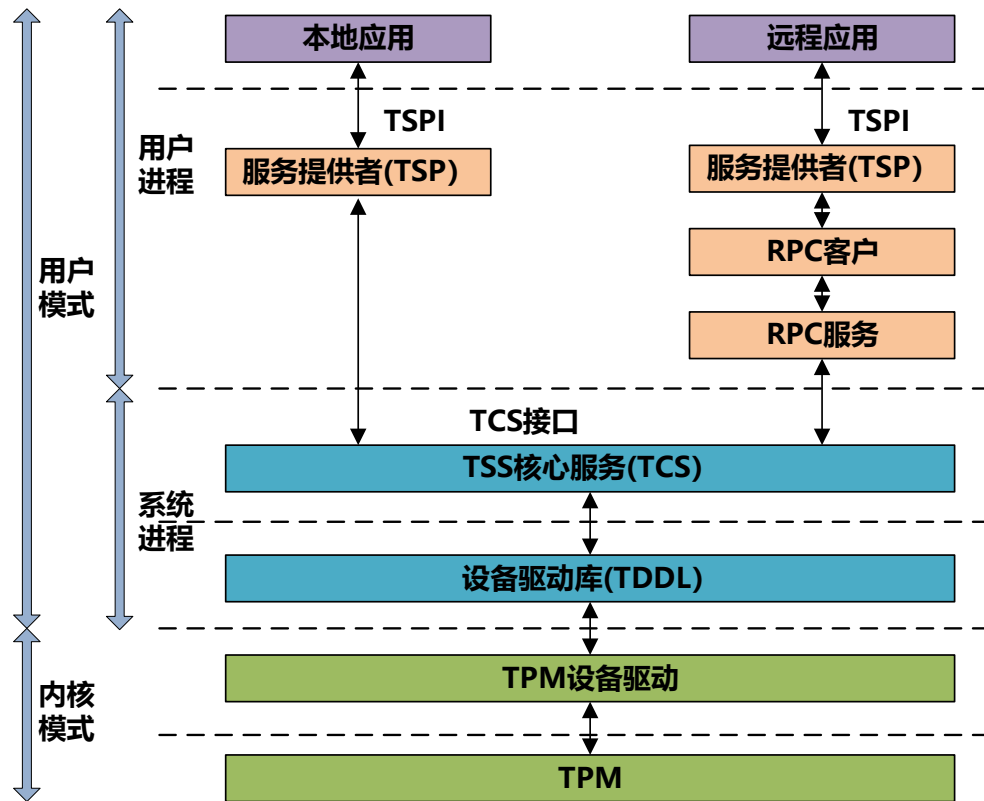 本地应用
远程应用
TSPI
TSPI
用户
进程
服务提供者(TSP)
服务提供者(TSP)
RPC客户
用户
模式
RPC服务
TCS接口
TSS核心服务(TCS)
系统
进程
设备驱动库(TDDL)
TPM设备驱动
内核
模式
TPM